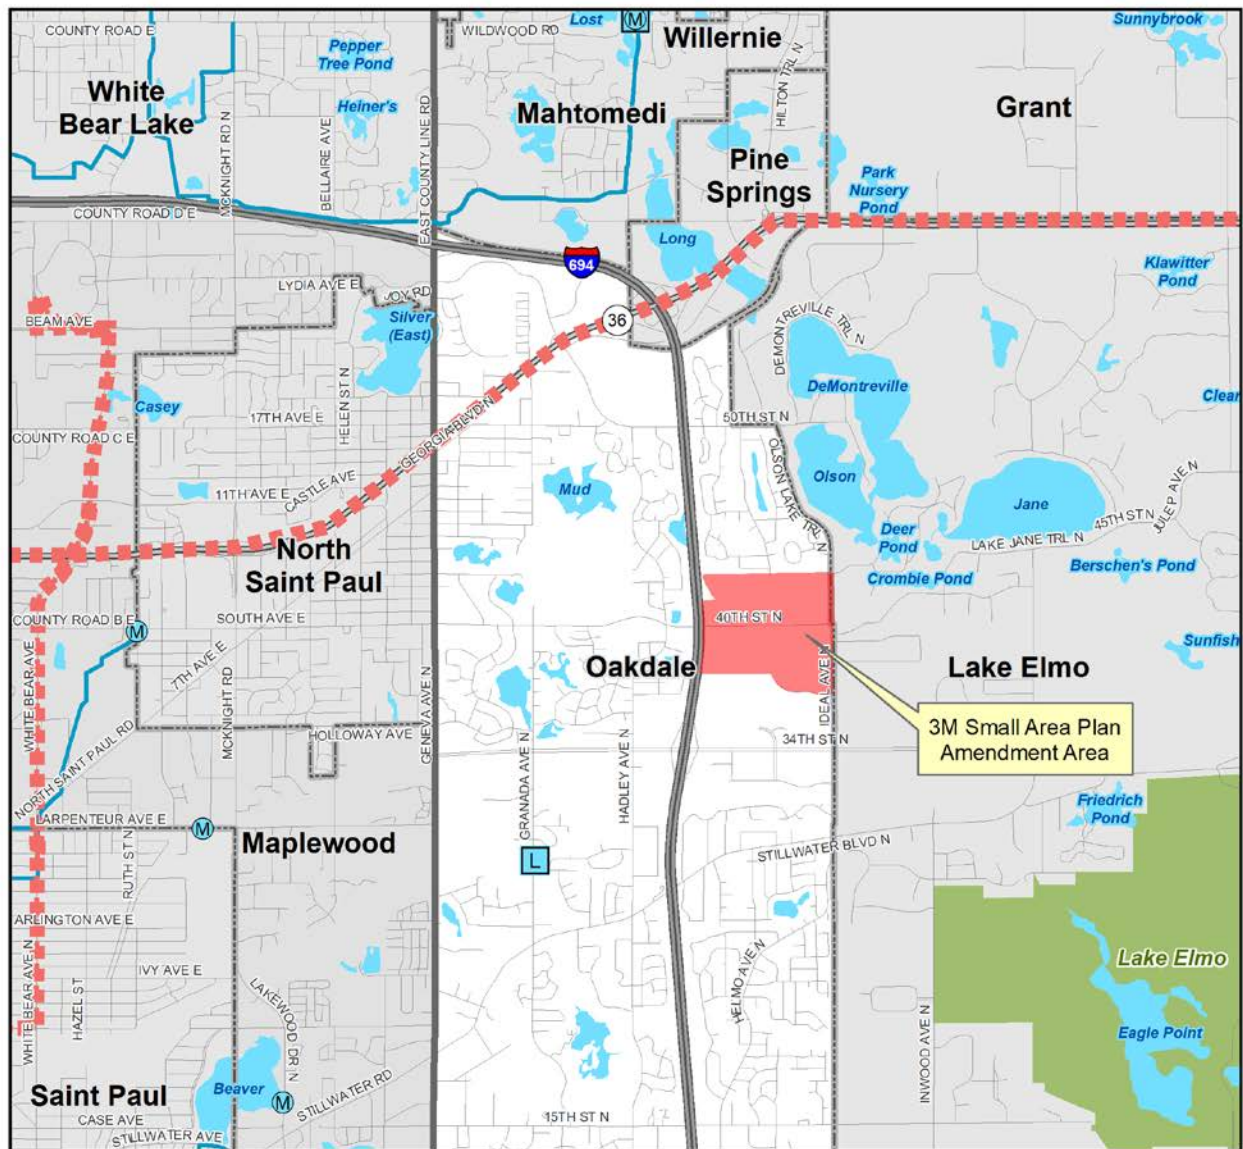 COUNTY ROAD E
Lost
M
WILDWOOD RD
Willernie
Sunnybrook
Pepper
Tree Pond
White
Bear Lake
Heiner's
MCKNIGHT RD N
BELLAIRE AVE
EAST COUNTY LINE RD
Mahtomedi
HILTON TRL N
Grant
Pine
Springs
Park
Nursery
Pond
COUNTY ROAD D E
Long
694
Klawitter
Pond
LYDIA AVE E
JOY RD
BEAM AVE
Silver
(East)
36
DEMONTREVILLE TRL N
DeMontreville
Casey
17TH AVE E
HELEN ST N
GEORGIA BLVD N
50TH ST N
Clear
COUNTY ROAD C E
11TH AVE E
CASTLE AVE
Mud
OLSON LAKE TRL N
Olson
Jane
JULEP AVE N
45TH ST N
LAKE JANE TRL N
Deer
Pond
Crombie Pond
Berschen's Pond
North
Saint Paul
COUNTY ROAD B E
M
SOUTH AVE E
40TH ST N
Sunfish
WHITE BEAR AVE
7TH AVE E
MCKNIGHT RD
GENEVA AVE N
Oakdale
IDEAL AVE N
Lake Elmo
3M Small Area Plan
Amendment Area
NORTH SAINT PAUL RD
HOLLOWAY AVE
GRANADA AVE N
HADLEY AVE N
34TH ST N
Friedrich
Pond
LARPENTEUR AVE E
M
Maplewood
RUTH ST N
L
STILLWATER BLVD N
ARLINGTON AVE E
WHITE BEAR AVE N
HAZEL ST
IVY AVE E
LAKEWOOD DR N
HELMO AVE N
INWOOD AVE N
Lake Elmo
Eagle Point
Saint Paul
Beaver
M
STILLWATER RD
CASE AVE
STILLWATER AVE
15TH ST N